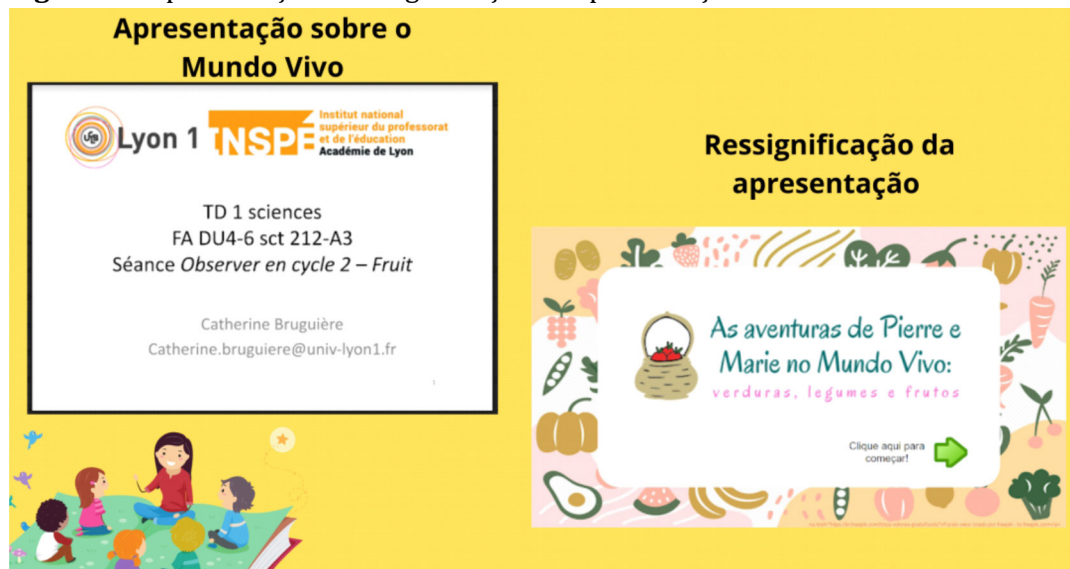 Apresentação sobre o
Mundo Vivo
Lyon 1
INSPÉ
Institut national
supérieur du professorat
et de l'éducation
Académie de Lyon
TD 1 sciences
FA DU4-6 sct 212-A3
Séance Observer en cycle 2 – Fruit
Catherine Bruguière
Catherine.bruguiere@univ-lyon1.fr
1
Ressignificação da
apresentação
As aventuras de Pierre e
Marie no Mundo Vivo:
verduras, legumes e frutos
Clique aqui para
começar!